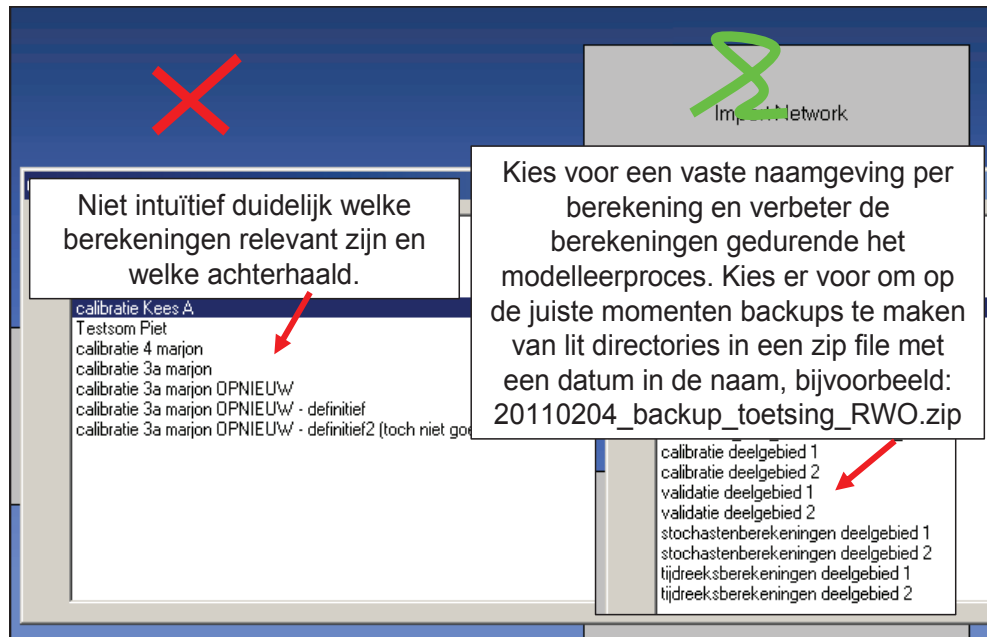 Import Network
Niet intuïtief duidelijk welke
berekeningen relevant zijn en
welke achterhaald.
calibratie Kees A
Testsom Piet
calibratie 4 marjon
calibratie 3a marjon
calibratie 3a marjon OPNIEUW
calibratie 3a marjon OPNIEUW - definitief
calibratie 3a marjon OPNIEUW - definitief2 (toch niet goe
Kies voor een vaste naamgeving per
berekening en verbeter de
berekeningen gedurende het
modelleerproces. Kies er voor om op
de juiste momenten backups te maken
van lit directories in een zip file met
een datum in de naam, bijvoorbeeld:
20110204_backup_toetsing_RWO.zip
calibratie deelgebied 1
calibratie deelgebied 2
validatie deelgebied 1
validatie deelgebied 2
stochastenberekeningen deelgebied 1
stochastenberekeningen deelgebied 2
tijdreeksberekeningen deelgebied 1
tijdreeksberekeningen deelgebied 2